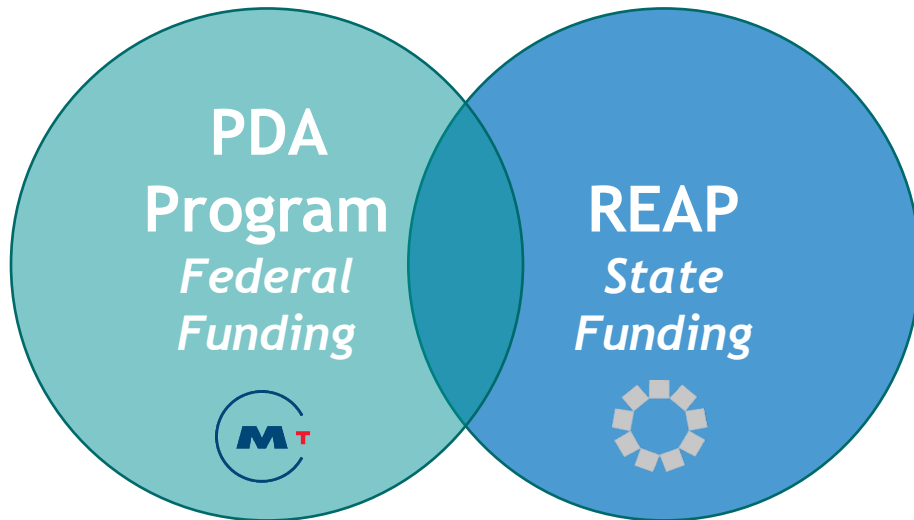 PDA
Program
Federal
Funding
M T
REAP
State
Funding